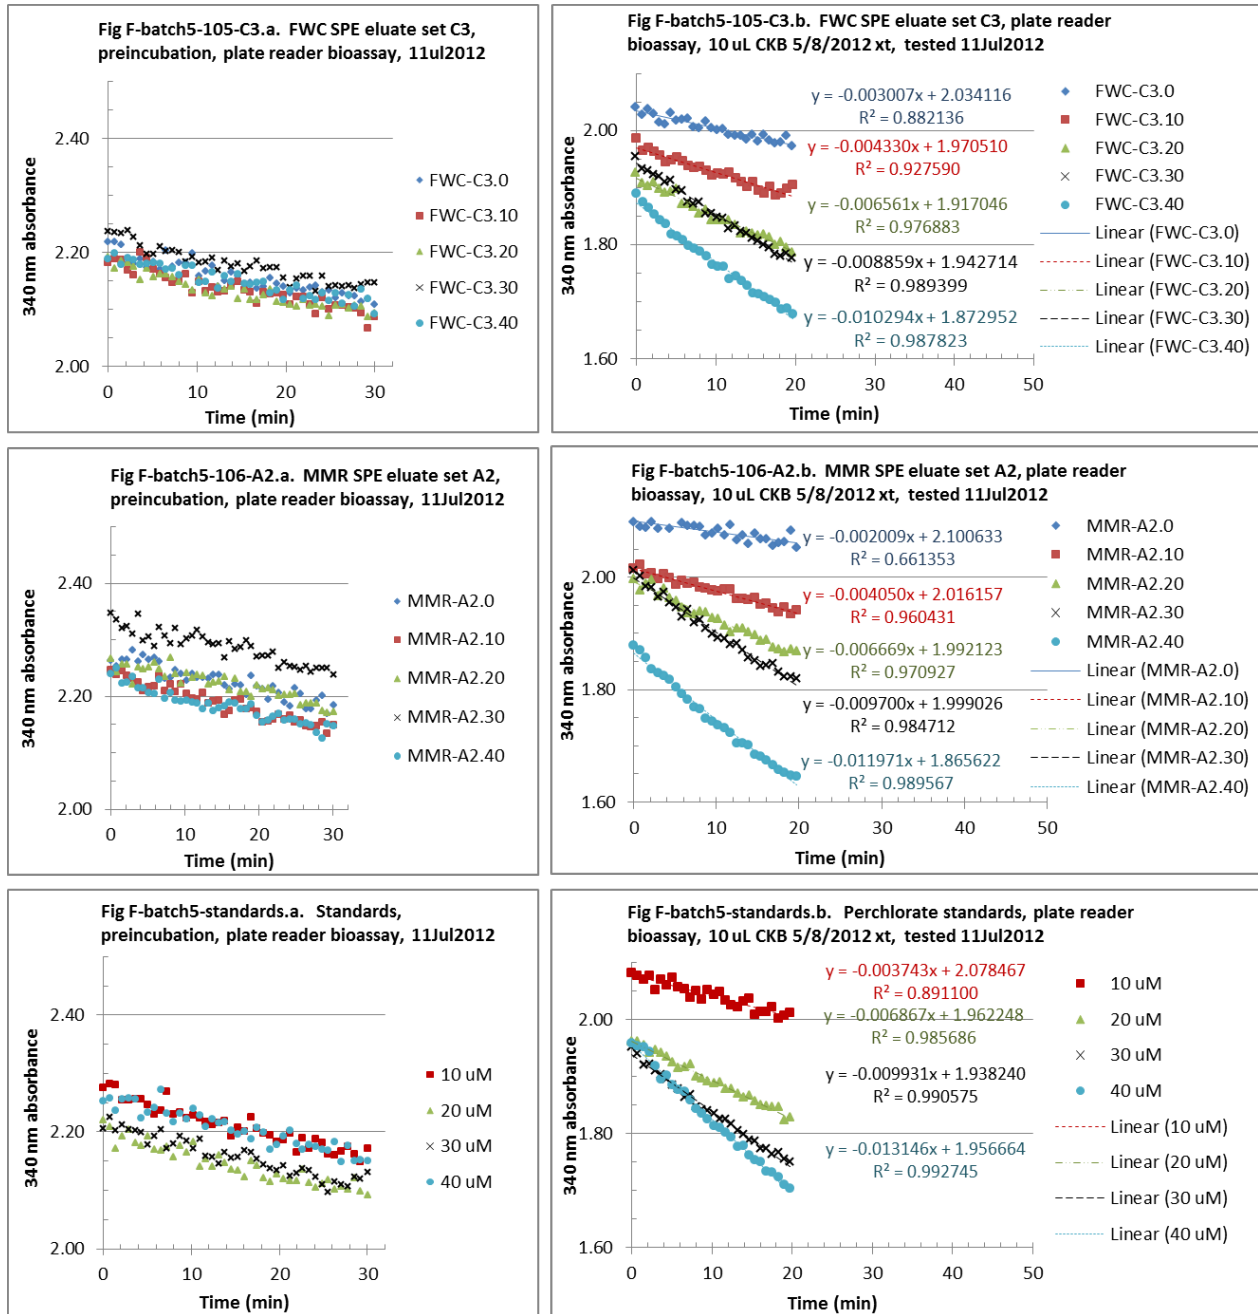 Fig F-batch5-105-C3.a. FWC SPE eluate set C3,
preincubation, plate reader bioassay, 11ul2012
2.40
2.20
2.00
340 nm absorbance
0
10
20
30
Time (min)
FWC-C3.0
FWC-C3.10
FWC-C3.20
FWC-C3.30
FWC-C3.40
Fig F-batch5-105-C3.b. FWC SPE eluate set C3, plate reader
bioassay, 10 uL CKB 5/8/2012 xt, tested 11Jul2012
2.00
1.80
1.60
340 nm absorbance
0
10
20
30
40
50
Time (min)
y = -0.003007x + 2.034116
R² = 0.882136
y = -0.004330x + 1.970510
R² = 0.927590
y = -0.006561x + 1.917046
R² = 0.976883
y = -0.008859x + 1.942714
R² = 0.989399
y = -0.010294x + 1.872952
R² = 0.987823
FWC-C3.0
FWC-C3.10
FWC-C3.20
FWC-C3.30
FWC-C3.40
Linear (FWC-C3.0)
Linear (FWC-C3.10)
Linear (FWC-C3.20)
Linear (FWC-C3.30)
Linear (FWC-C3.40)
Fig F-batch5-106-A2.a. MMR SPE eluate set A2,
preincubation, plate reader bioassay, 11Jul2012
2.40
2.20
2.00
340 nm absorbance
0
10
20
30
Time (min)
MMR-A2.0
MMR-A2.10
MMR-A2.20
MMR-A2.30
MMR-A2.40
Fig F-batch5-106-A2.b. MMR SPE eluate set A2, plate reader
bioassay, 10 uL CKB 5/8/2012 xt, tested 11Jul2012
2.00
1.80
1.60
340 nm absorbance
0
10
20
30
40
50
Time (min)
y = -0.002009x + 2.100633
R² = 0.661353
y = -0.004050x + 2.016157
R² = 0.960431
y = -0.006669x + 1.992123
R² = 0.970927
y = -0.009700x + 1.999026
R² = 0.984712
y = -0.011971x + 1.865622
R² = 0.989567
MMR-A2.0
MMR-A2.10
MMR-A2.20
MMR-A2.30
MMR-A2.40
Linear (MMR-A2.0)
Linear (MMR-A2.10)
Linear (MMR-A2.20)
Linear (MMR-A2.30)
Linear (MMR-A2.40)
Fig F-batch5-standards.a. Standards,
preincubation, plate reader bioassay, 11Jul2012
2.40
2.20
2.00
340 nm absorbance
0
10
20
30
Time (min)
10 uM
20 uM
30 uM
40 uM
Fig F-batch5-standards.b. Perchlorate standards, plate reader
bioassay, 10 uL CKB 5/8/2012 xt, tested 11Jul2012
2.00
1.80
1.60
340 nm absorbance
0
10
20
30
40
50
Time (min)
y = -0.003743x + 2.078467
R² = 0.891100
y = -0.006867x + 1.962248
R² = 0.985686
y = -0.009931x + 1.938240
R² = 0.990575
y = -0.013146x + 1.956664
R² = 0.992745
10 uM
20 uM
30 uM
40 uM
Linear (10 uM)
Linear (20 uM)
Linear (30 uM)
Linear (40 uM)